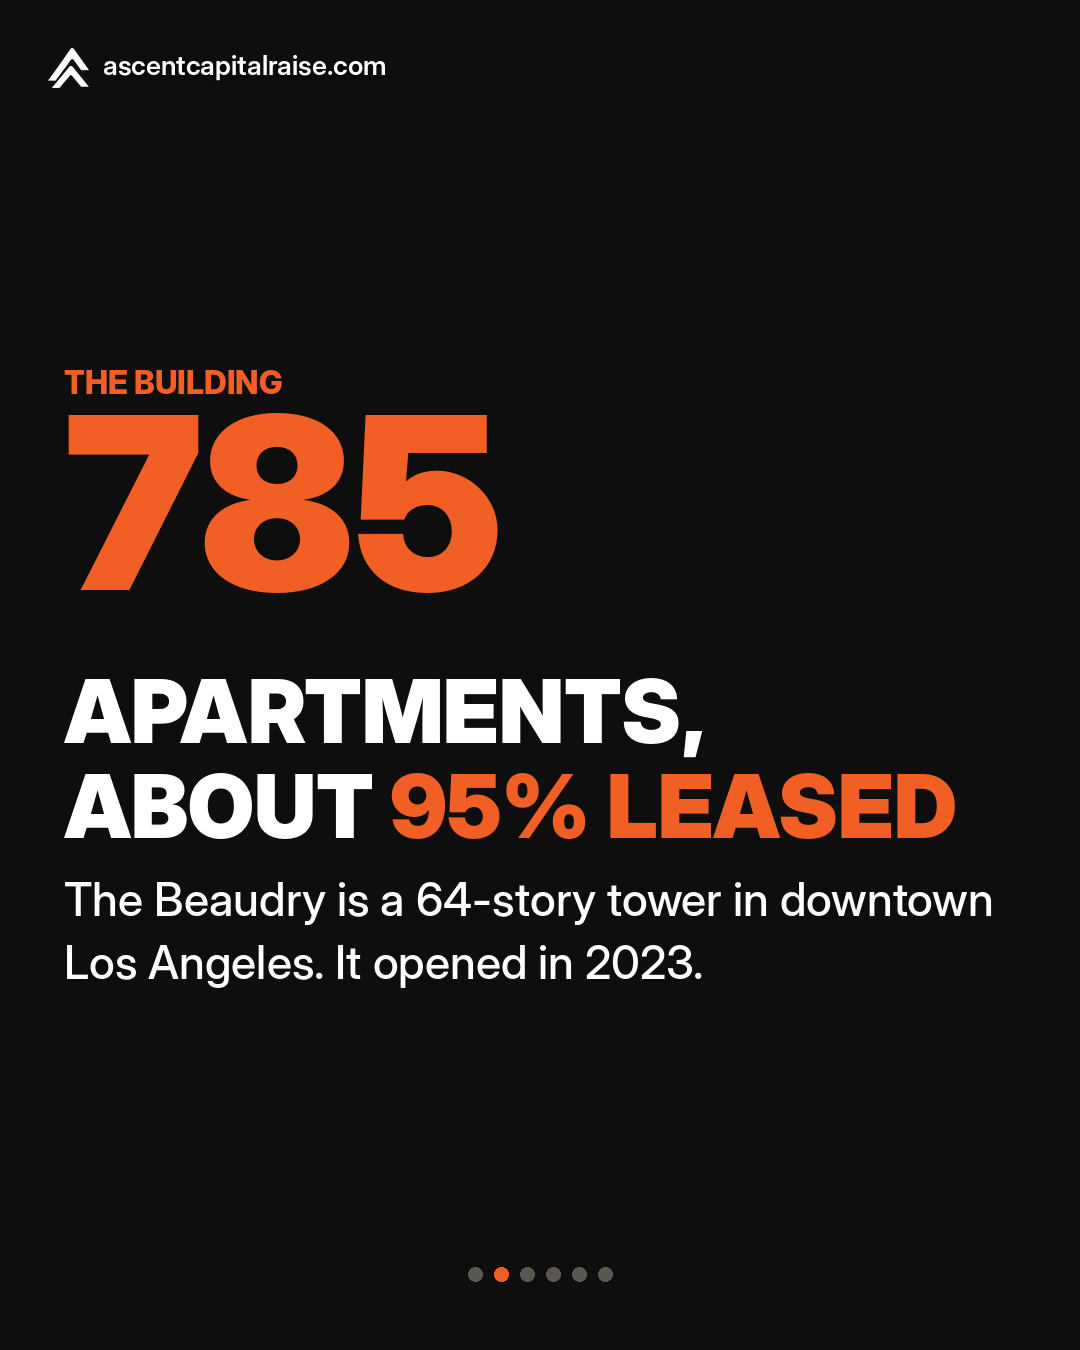 ascentcapitalraise.com
THE BUILDING
785
APARTMENTS,
ABOUT 95% LEASED
The Beaudry is a 64-story tower in downtown
Los Angeles. It opened in 2023.